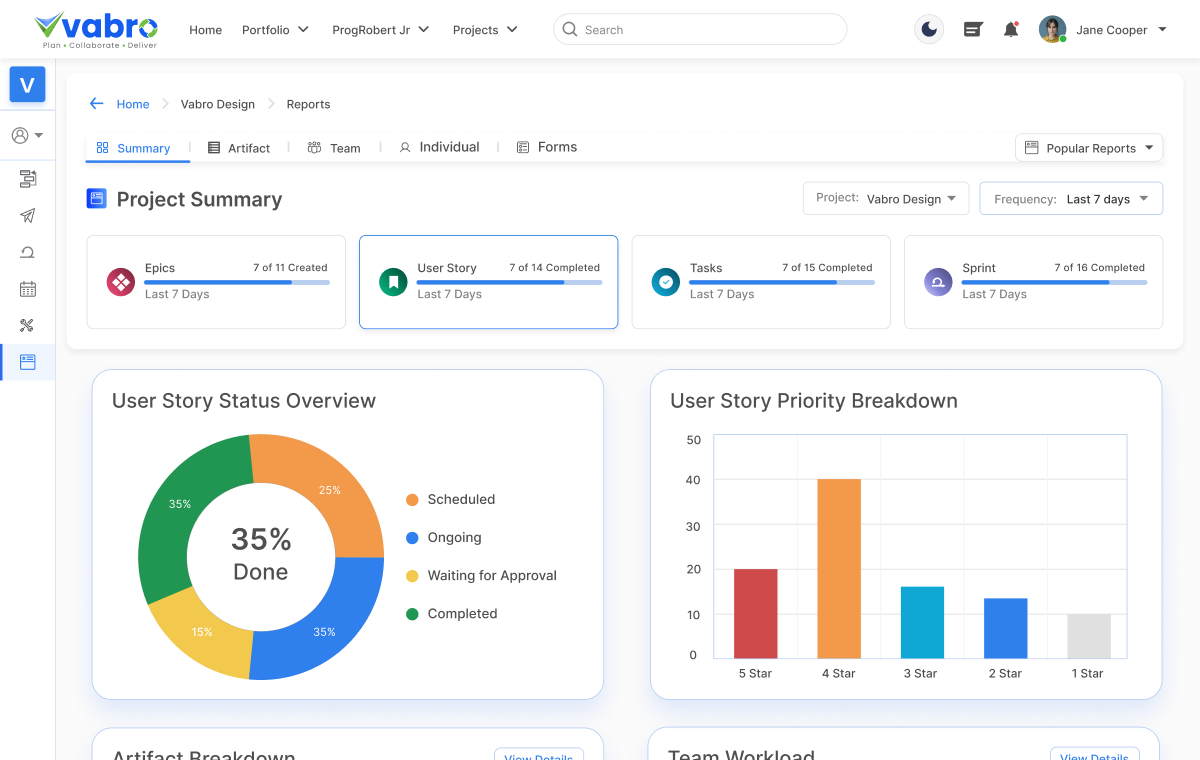 vabro
Plan • Collaborate • Deliver
Home
Portfolio
ProgRobert Jr
Projects
Search
Jane Cooper
V
Home
Vabro Design
Reports
Summary
Artifact
Team
Individual
Forms
Popular Reports
Project Summary
Project: Vabro Design
Frequency: Last 7 days
Epics 7 of 11 Created
Last 7 Days
User Story 7 of 14 Completed
Last 7 Days
Tasks 7 of 15 Completed
Last 7 Days
Sprint 7 of 16 Completed
Last 7 Days
User Story Status Overview
25%
35%
35% Done
15%
35%
Scheduled
Ongoing
Waiting for Approval
Completed
User Story Priority Breakdown
50
40
30
20
10
0
5 Star
4 Star
3 Star
2 Star
1 Star
Artifact Breakdown
View Details
Team Workload
View Details